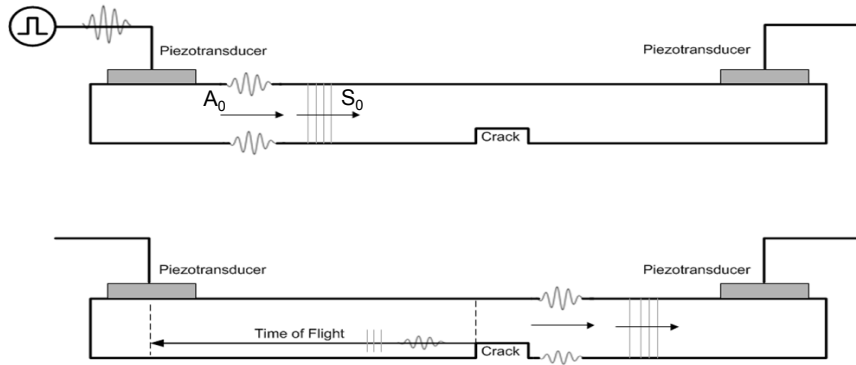 Piezotransducer
Piezotransducer
A₀
S₀
Crack
Piezotransducer
Piezotransducer
Time of Flight
Crack